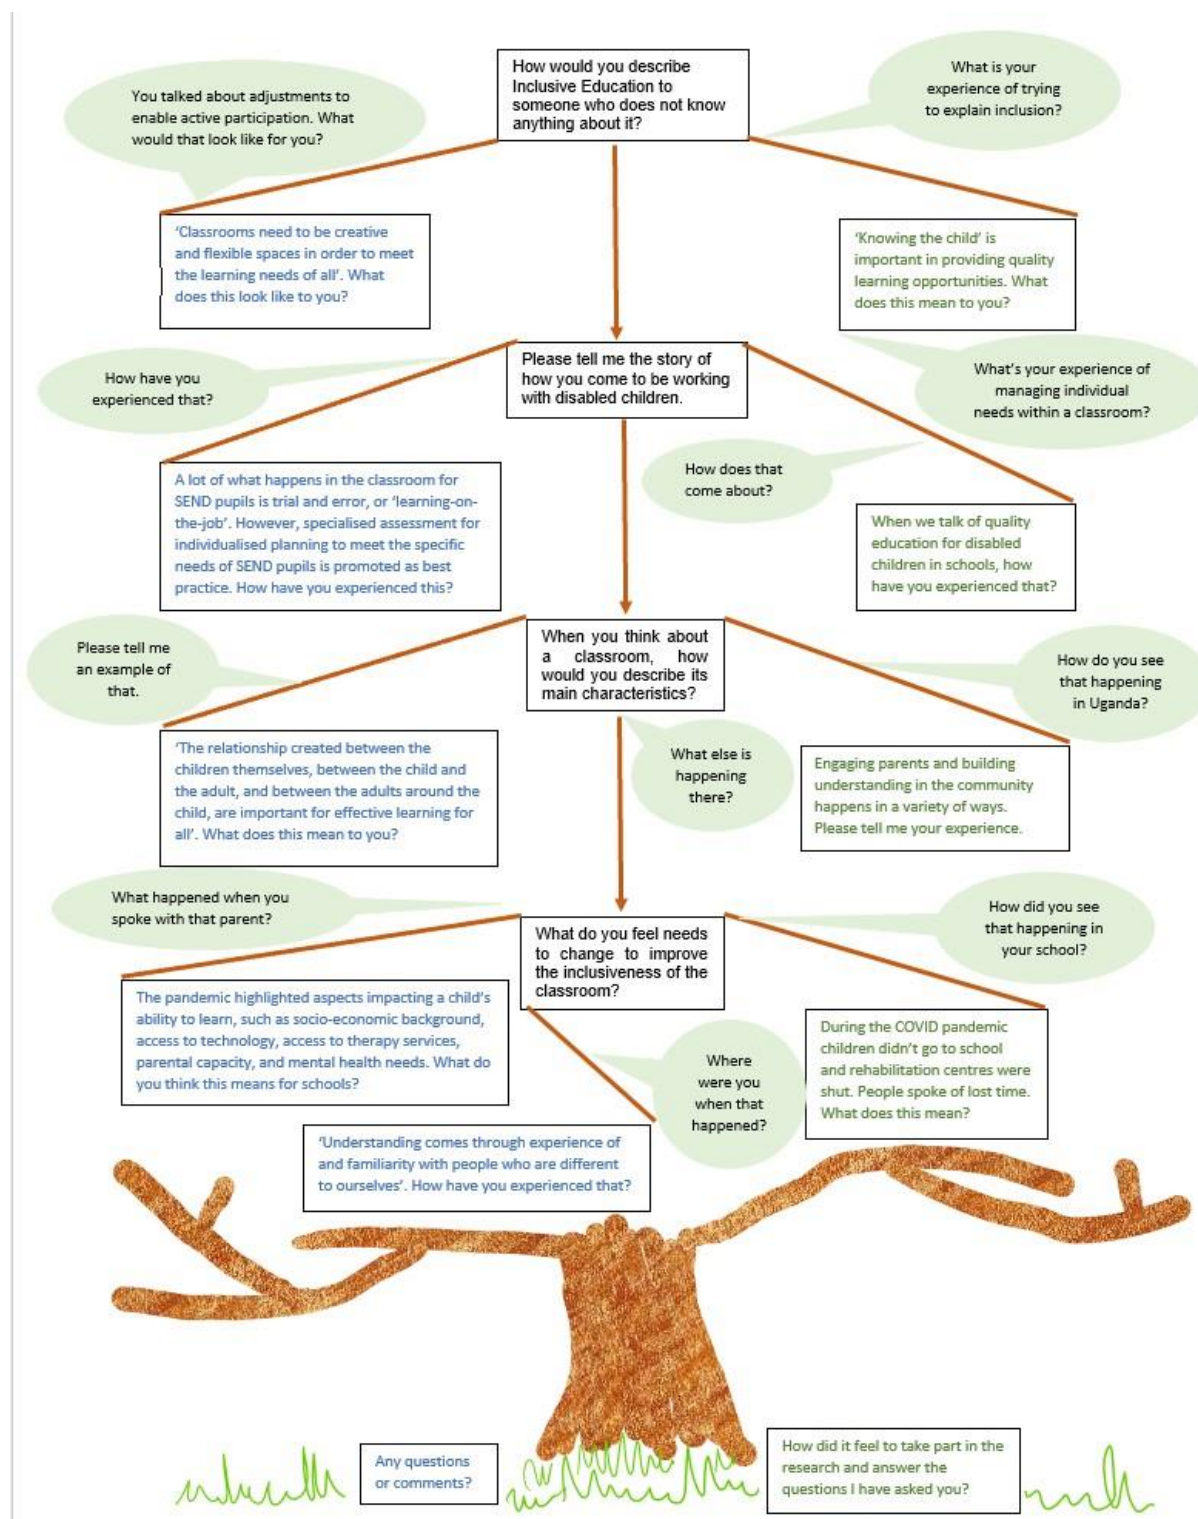 How would you describe
Inclusive Education to
someone who does not know
anything about it?
What is your
experience of trying
to explain inclusion?
You talked about adjustments to
enable active participation. What
would that look like for you?
'Classrooms need to be creative
and flexible spaces in order to meet
the learning needs of all'. What
does this look like to you?
'Knowing the child' is
important in providing quality
learning opportunities. What
does this mean to you?
How have you
experienced that?
Please tell me the story of
how you come to be working
with disabled children.
What's your experience of
managing individual
needs within a classroom?
How does that
come about?
A lot of what happens in the classroom for
SEND pupils is trial and error, or 'learning-on-
the-job'. However, specialised assessment for
individualised planning to meet the specific
needs of SEND pupils is promoted as best
practice. How have you experienced this?
When we talk of quality
education for disabled
children in schools, how
have you experienced that?
Please tell me
an example of
that.
When you think about
a classroom, how
would you describe its
main characteristics?
How do you see
that happening
in Uganda?
'The relationship created between the
children themselves, between the child and
the adult, and between the adults around the
child, are important for effective learning for
all'. What does this mean to you?
What else is
happening
there?
Engaging parents and building
understanding in the community
happens in a variety of ways.
Please tell me your experience.
What happened when you
spoke with that parent?
What do you feel needs
to change to improve
the inclusiveness of the
classroom?
How did you see
that happening in
your school?
The pandemic highlighted aspects impacting a child's
ability to learn, such as socio-economic background,
access to technology, access to therapy services,
parental capacity, and mental health needs. What do
you think this means for schools?
Where
were you
when that
happened?
During the COVID pandemic
children didn't go to school
and rehabilitation centres were
shut. People spoke of lost time.
What does this mean?
'Understanding comes through experience of
and familiarity with people who are different
to ourselves'. How have you experienced that?
Any questions
or comments?
How did it feel to take part in the
research and answer the
questions I have asked you?